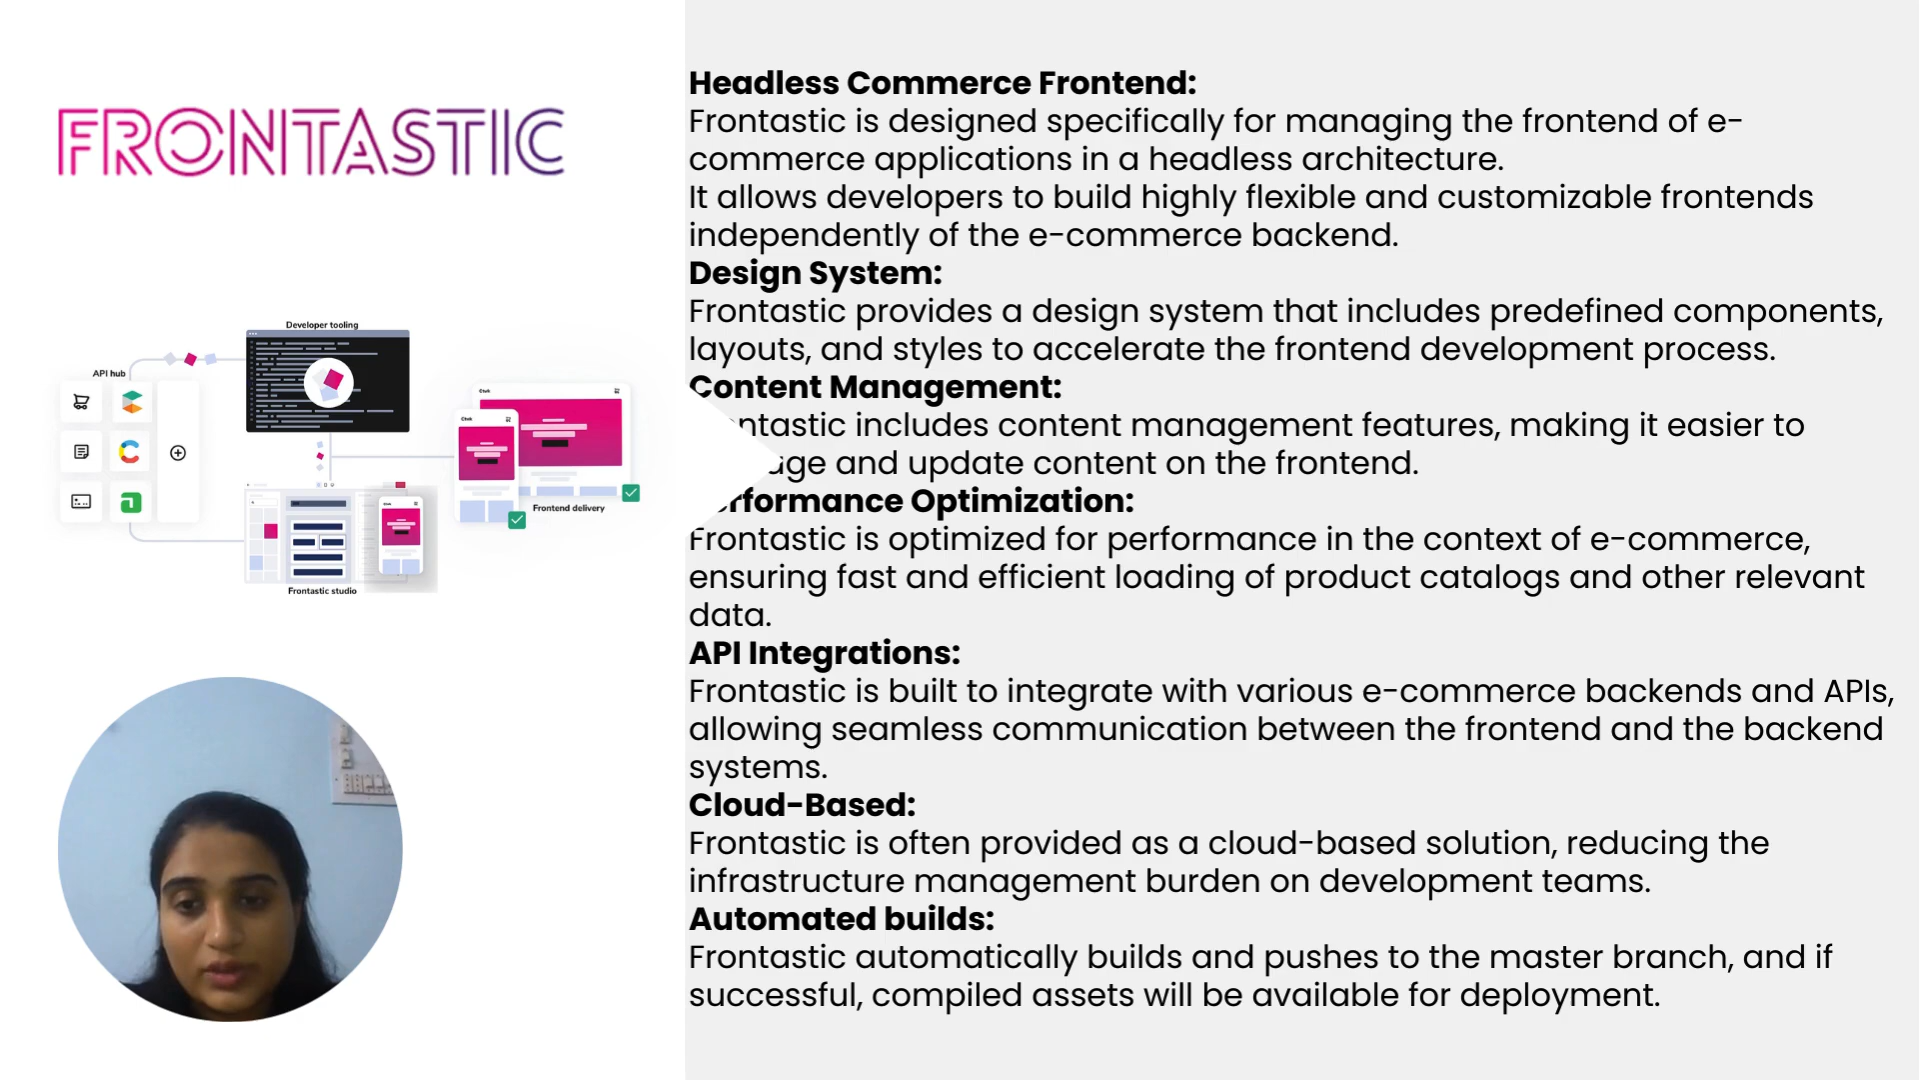 FRONTASTIC
Developer tooling
API hub
Frontend delivery
Frontastic studio
Headless Commerce Frontend:
Frontastic is designed specifically for managing the frontend of e-
commerce applications in a headless architecture.
It allows developers to build highly flexible and customizable frontends
independently of the e-commerce backend.
Design System:
Frontastic provides a design system that includes predefined components,
layouts, and styles to accelerate the frontend development process.
Content Management:
includes content management features, making it easier to
and update content on the frontend.
Performance Optimization:
Frontastic is optimized for performance in the context of e-commerce,
ensuring fast and efficient loading of product catalogs and other relevant
data.
API Integrations:
Frontastic is built to integrate with various e-commerce backends and APIs,
allowing seamless communication between the frontend and the backend
systems.
Cloud-Based:
Frontastic is often provided as a cloud-based solution, reducing the
infrastructure management burden on development teams.
Automated builds:
Frontastic automatically builds and pushes to the master branch, and if
successful, compiled assets will be available for deployment.